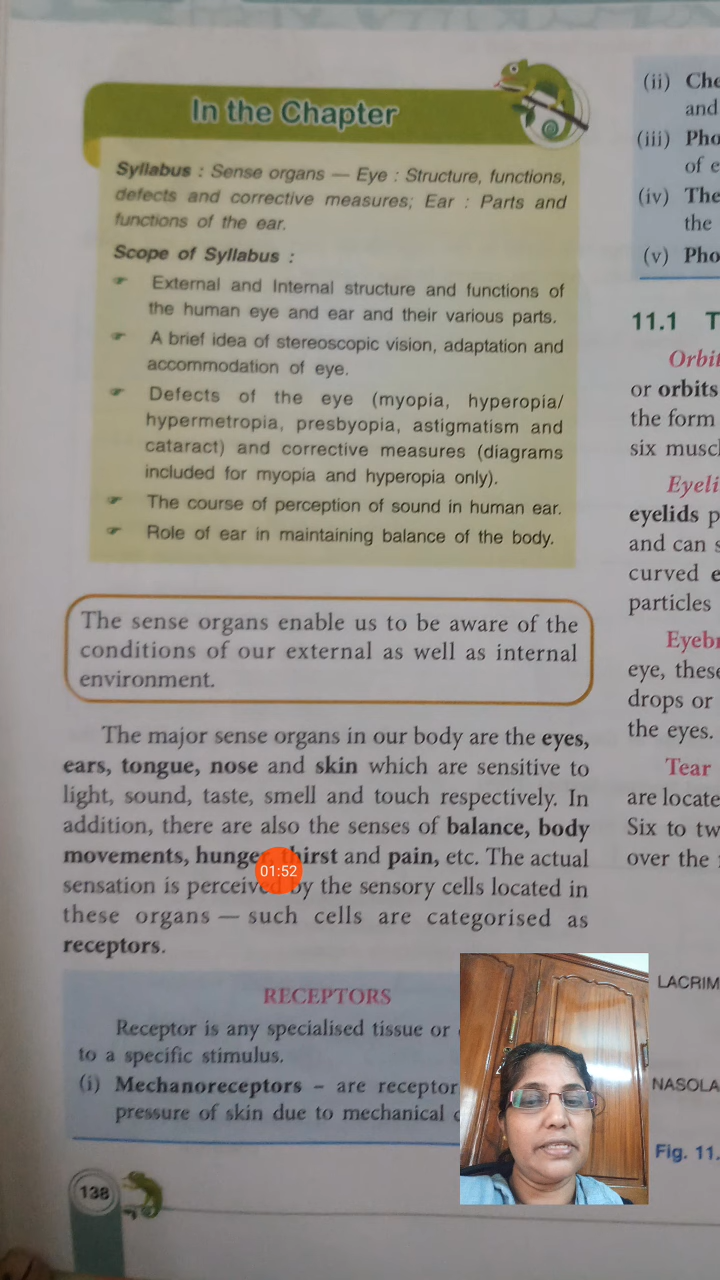 In the Chapter
Syllabus : Sense organs — Eye : Structure, functions,
defects and corrective measures; Ear : Parts and
functions of the ear.
Scope of Syllabus :
External and Internal structure and functions of
the human eye and ear and their various parts.
A brief idea of stereoscopic vision, adaptation and
accommodation of eye.
Defects of the eye (myopia, hyperopia/
hypermetropia, presbyopia, astigmatism and
cataract) and corrective measures (diagrams
included for myopia and hyperopia only).
The course of perception of sound in human ear.
Role of ear in maintaining balance of the body.
The sense organs enable us to be aware of the
conditions of our external as well as internal
environment.
The major sense organs in our body are the eyes,
ears, tongue, nose and skin which are sensitive to
light, sound, taste, smell and touch respectively. In
addition, there are also the senses of balance, body
movements, hunger, thirst and pain, etc. The actual
01:52
sensation is perceived by the sensory cells located in
these organs — such cells are categorised as
receptors.
RECEPTORS
Receptor is any specialised tissue or
to a specific stimulus.
(i) Mechanoreceptors – are receptor
pressure of skin due to mechanical
138
(ii) Che
and
(iii) Pho
of e
(iv) The
the
(v) Pho
11.1 T
Orbit
or orbits
the form
six muscl
Eyeli
eyelids p
and can s
curved e
particles
Eyebr
eye, these
drops or
the eyes.
Tear
are locate
Six to tw
over the
LACRIM
NASOLA
Fig. 11.